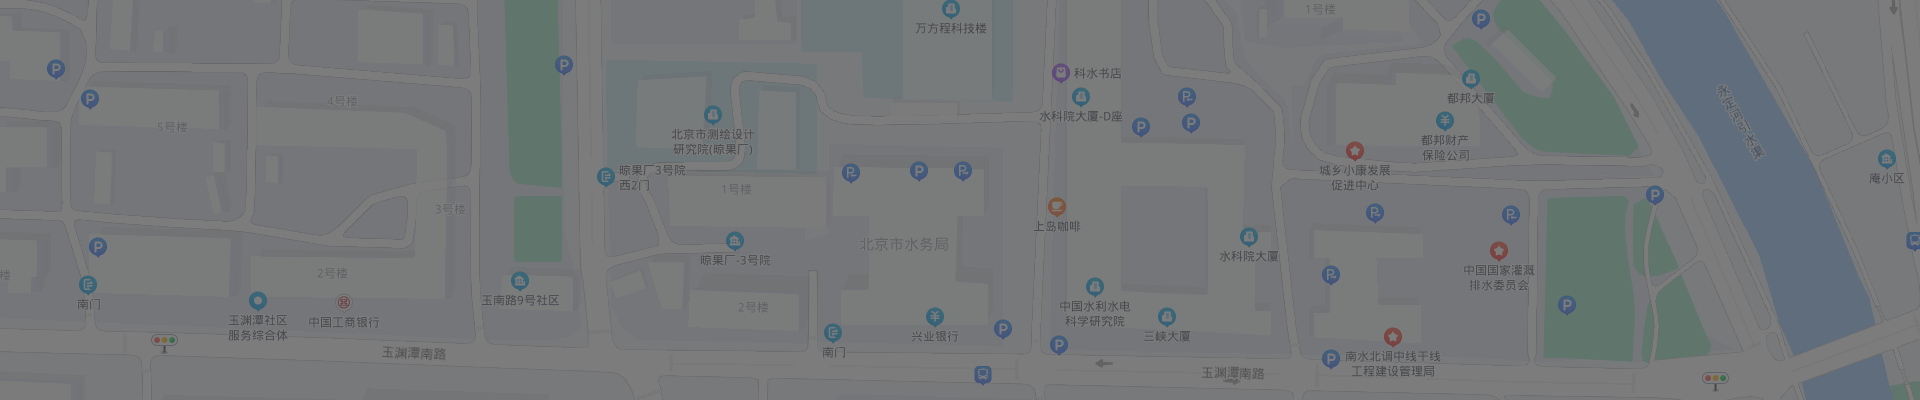 万方程科技楼
1号楼
科水书店
4号楼
都邦大厦
5号楼
水科院大厦-D座
北京市测绘设计
研究院(晾果厂)
都邦财产
保险公司
永定河引水渠
晾果厂3号院
西2门
城乡小康发展
促进中心
庵小区
1号楼
3号楼
上岛咖啡
北京市水务局
水科院大厦
晾果厂-3号院
楼
2号楼
中国国家灌溉
排水委员会
南门
玉南路9号社区
2号楼
中国水利水电
科学研究院
玉渊潭社区
服务综合体
中国工商银行
兴业银行
三峡大厦
南门
玉渊潭南路
南水北调中线干线
工程建设管理局
玉渊潭南路